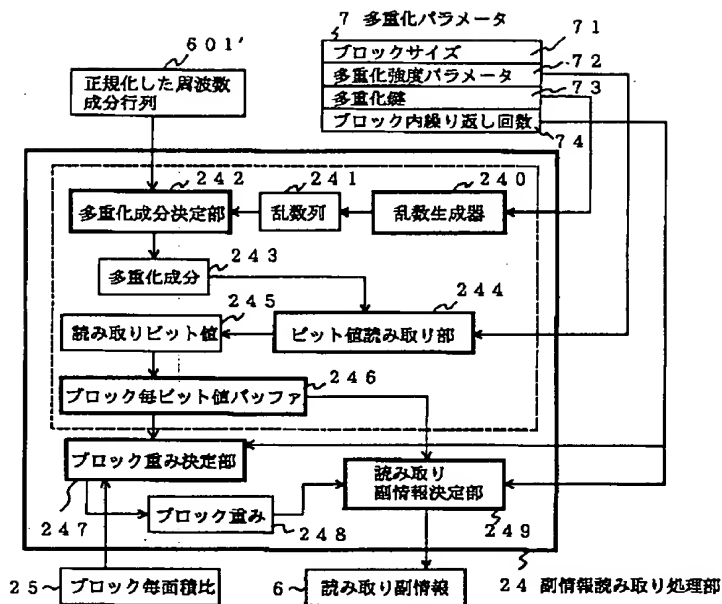 7 多重化パラメータ
601'
正規化した周波数
成分行列
ブロックサイズ
71
多重化強度パラメータ
72
多重化鍵
73
ブロック内繰り返し回数
74
242
241
240
多重化成分決定部
乱数列
乱数生成器
243
多重化成分
245
244
読み取りビット値
ビット値読み取り部
246
ブロック毎ビット値バッファ
ブロック重み決定部
読み取り
副情報決定部
247
ブロック重み
248
249
25
ブロック毎面積比
6
読み取り副情報
24 副情報読み取り処理部